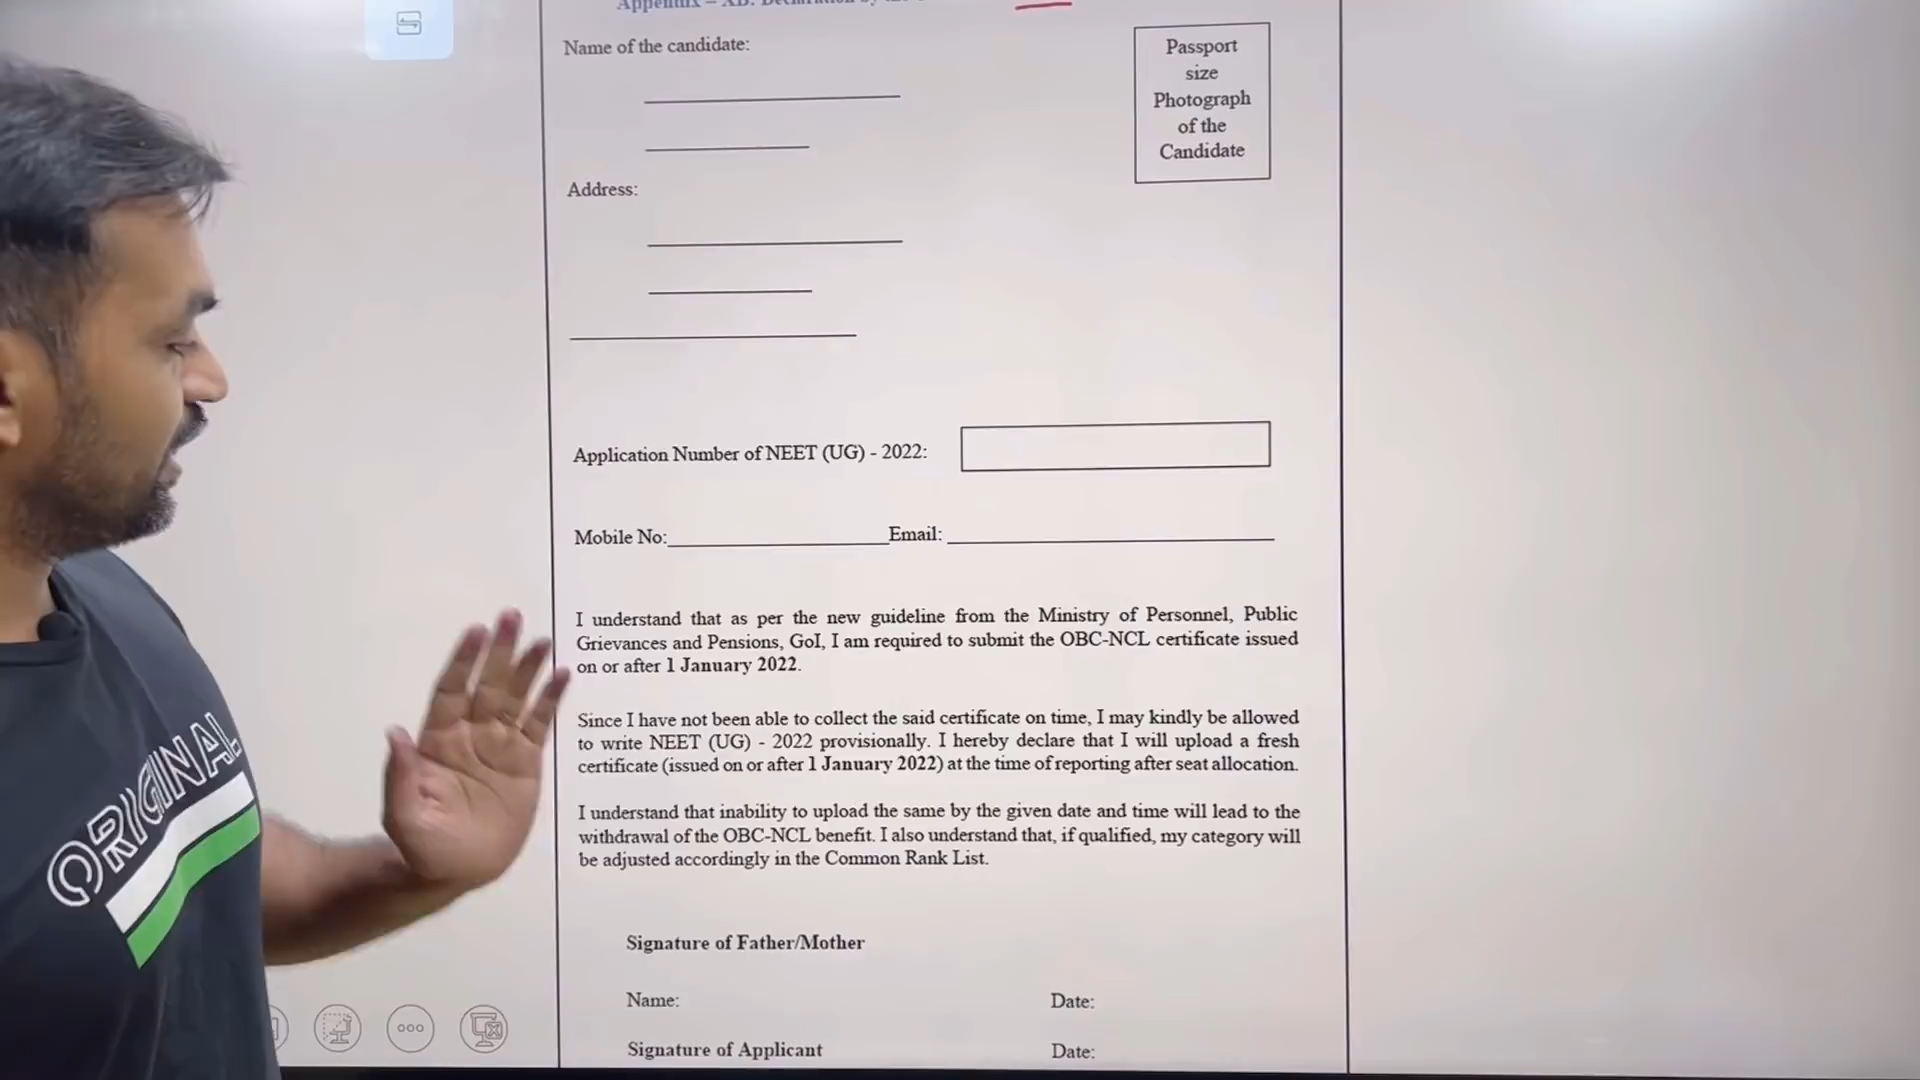 Name of the candidate:
Passport
size
Photograph
of the
Candidate
Address:
Application Number of NEET (UG) - 2022:
Mobile No: Email:
I understand that as per the new guideline from the Ministry of Personnel, Public
Grievances and Pensions, GoI, I am required to submit the OBC-NCL certificate issued
on or after 1 January 2022.
Since I have not been able to collect the said certificate on time, I may kindly be allowed
to write NEET (UG) - 2022 provisionally. I hereby declare that I will upload a fresh
certificate (issued on or after 1 January 2022) at the time of reporting after seat allocation.
I understand that inability to upload the same by the given date and time will lead to the
withdrawal of the OBC-NCL benefit. I also understand that, if qualified, my category will
be adjusted accordingly in the Common Rank List.
Signature of Father/Mother
Name: Date:
Signature of Applicant Date:
ORIGINAL